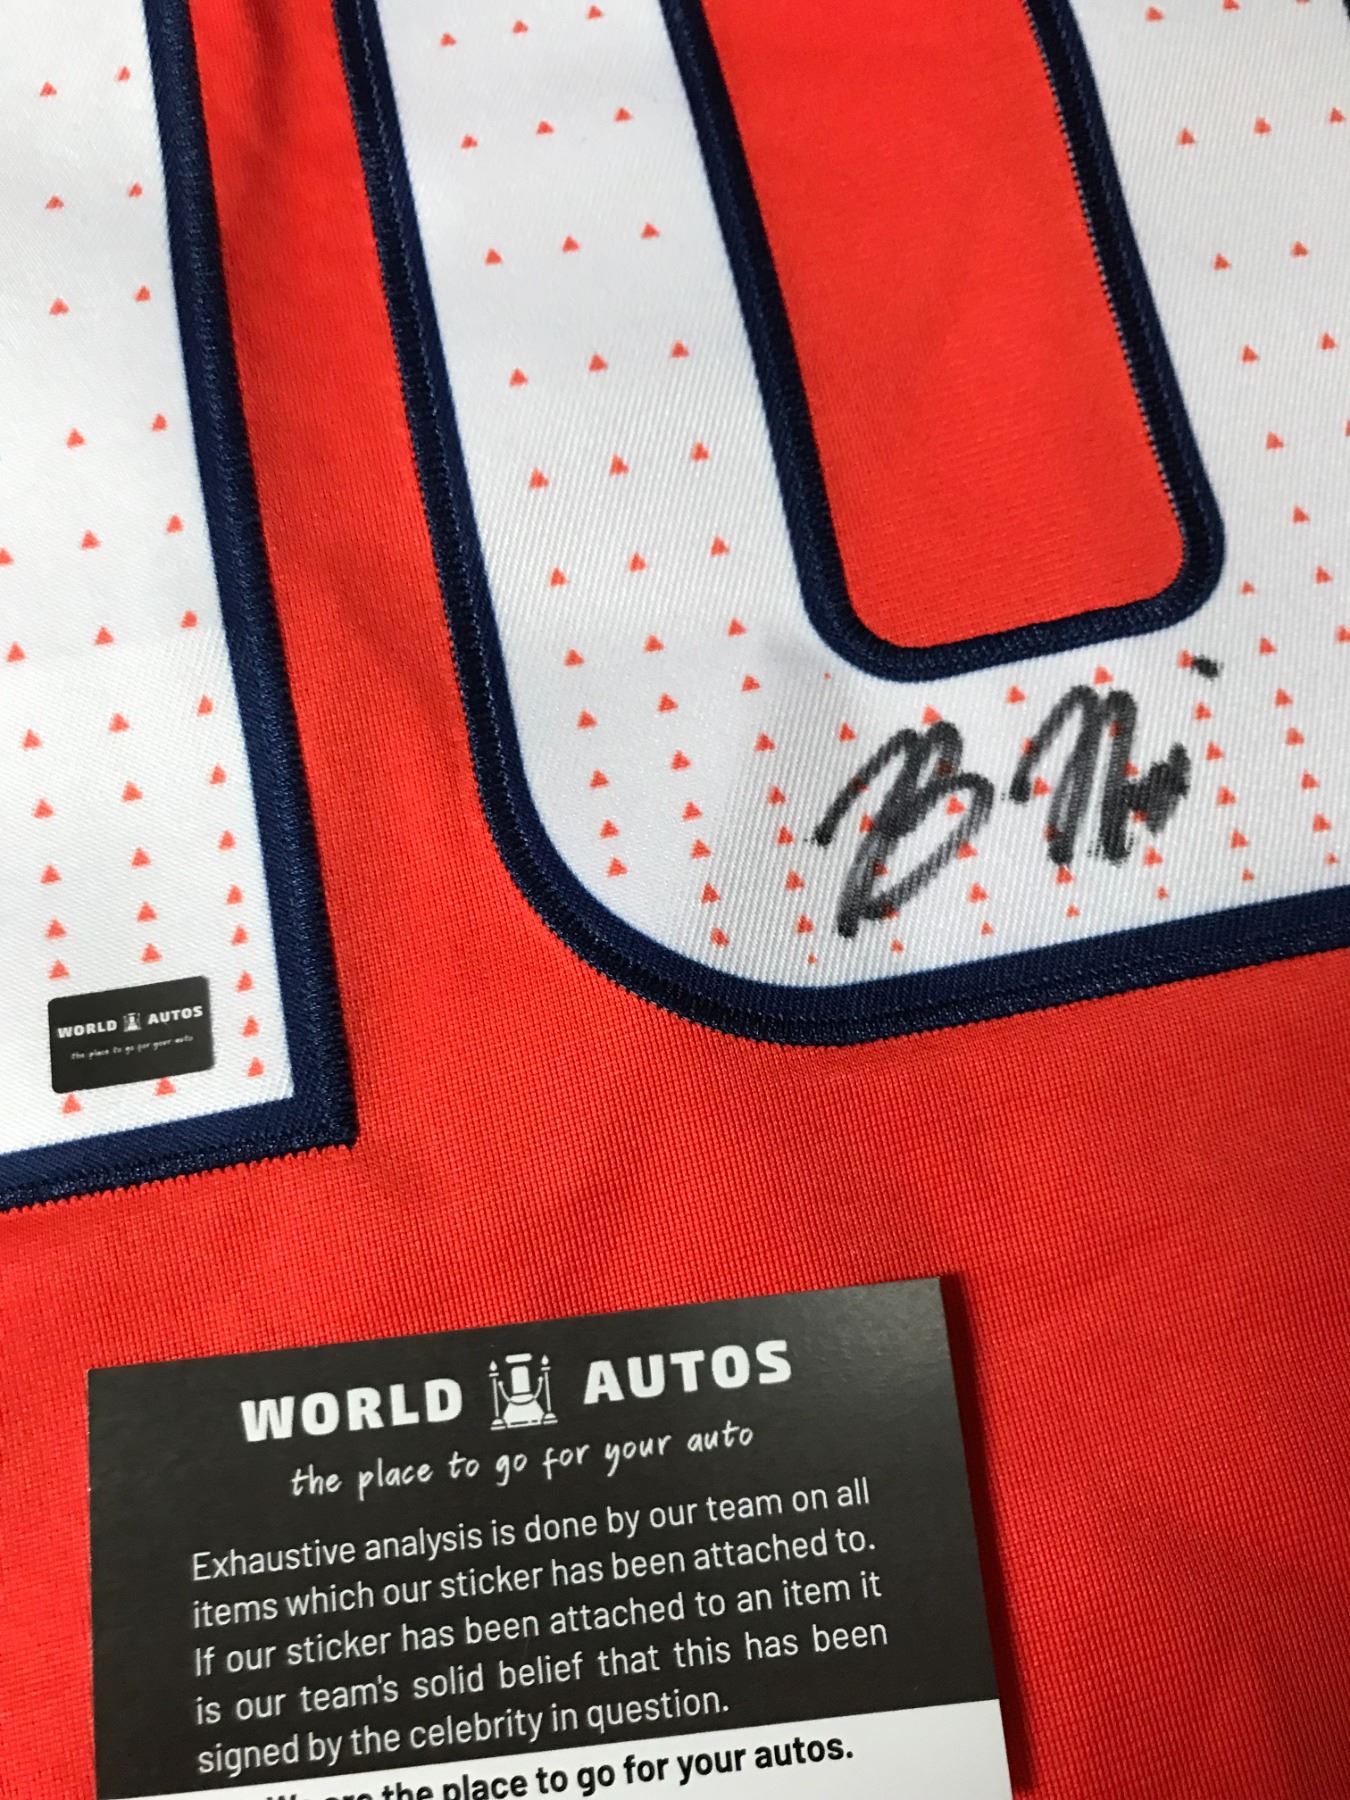 WORLD AUTOS
the place to go for your auto
WORLD AUTOS
the place to go for your auto
Exhaustive analysis is done by our team on all
items which our sticker has been attached to.
If our sticker has been attached to an item it
is our team's solid belief that this has been
signed by the celebrity in question.
We are the place to go for your autos.